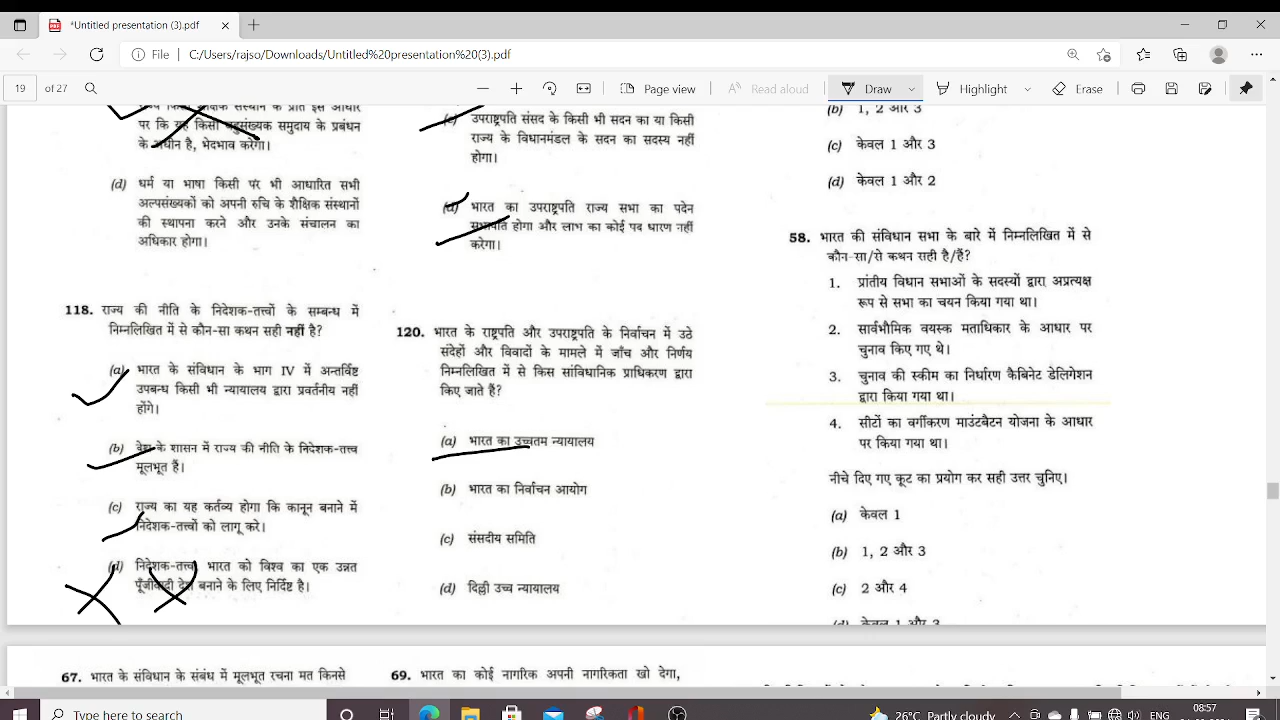 *Untitled presentation (3).pdf
File
C:/Users/rajso/Downloads/Untitled%20presentation%20(3).pdf
19 of 27
Page view
Read aloud
Draw
Highlight
Erase
के प्रति इस आधार
पर कि यह किसी बहुसंख्यक समुदाय के प्रबंधन
के अधीन है, भेदभाव करेगा।
(d) धर्म या भाषा किसी पर भी आधारित सभी
अल्पसंख्यकों को अपनी रुचि के शैक्षिक संस्थानों
की स्थापना करने और उनके संचालन का
अधिकार होगा।
118. राज्य की नीति के निदेशक-तत्त्वों के सम्बन्ध में
निम्नलिखित में से कौन-सा कथन सही नहीं है?
(a) भारत के संविधान के भाग IV में अन्तर्विष्ट
उपबन्ध किसी भी न्यायालय द्वारा प्रवर्तनीय नहीं
होंगे।
(b) देश के शासन में राज्य की नीति के निदेशक-तत्त्व
मूलभूत हैं।
(c) राज्य का यह कर्तव्य होगा कि कानून बनाने में
निदेशक-तत्त्वों को लागू करे।
(d) निदेशक-तत्त्व भारत को विश्व का एक उन्नत
पूँजीवादी देश बनाने के लिए निर्दिष्ट है।
(c) उपराष्ट्रपति संसद के किसी भी सदन का या किसी
राज्य के विधानमंडल के सदन का सदस्य नहीं
होगा।
(d) भारत का उपराष्ट्रपति राज्य सभा का पदेन
सभापति होगा और लाभ का कोई पद धारण नहीं
करेगा।
120. भारत के राष्ट्रपति और उपराष्ट्रपति के निर्वाचन में उठे
संदेहों और विवादों के मामले में जाँच और निर्णय
निम्नलिखित में से किस सांविधानिक प्राधिकरण द्वारा
किए जाते हैं?
(a) भारत का उच्चतम न्यायालय
(b) भारत का निर्वाचन आयोग
(c) संसदीय समिति
(d) दिल्ली उच्च न्यायालय
(b) 1, 2 और 3
(c) केवल 1 और 3
(d) केवल 1 और 2
58. भारत की संविधान सभा के बारे में निम्नलिखित में से
कौन-सा/से कथन सही है/हैं?
1. प्रांतीय विधान सभाओं के सदस्यों द्वारा अप्रत्यक्ष
रूप से सभा का चयन किया गया था।
2. सार्वभौमिक वयस्क मताधिकार के आधार पर
चुनाव किए गए थे।
3. चुनाव की स्कीम का निर्धारण कैबिनेट डेलिगेशन
द्वारा किया गया था।
4. सीटों का वर्गीकरण माउंटबैटन योजना के आधार
पर किया गया था।
नीचे दिए गए कूट का प्रयोग कर सही उत्तर चुनिए।
(a) केवल 1
(b) 1, 2 और 3
(c) 2 और 4
(d) केवल 1 और 3
67. भारत के संविधान के संबंध में मूलभूत रचना मत किनसे
69. भारत का कोई नागरिक अपनी नागरिकता खो देगा,
Type here to search
26°C Partly cloudy
ENG
08:57